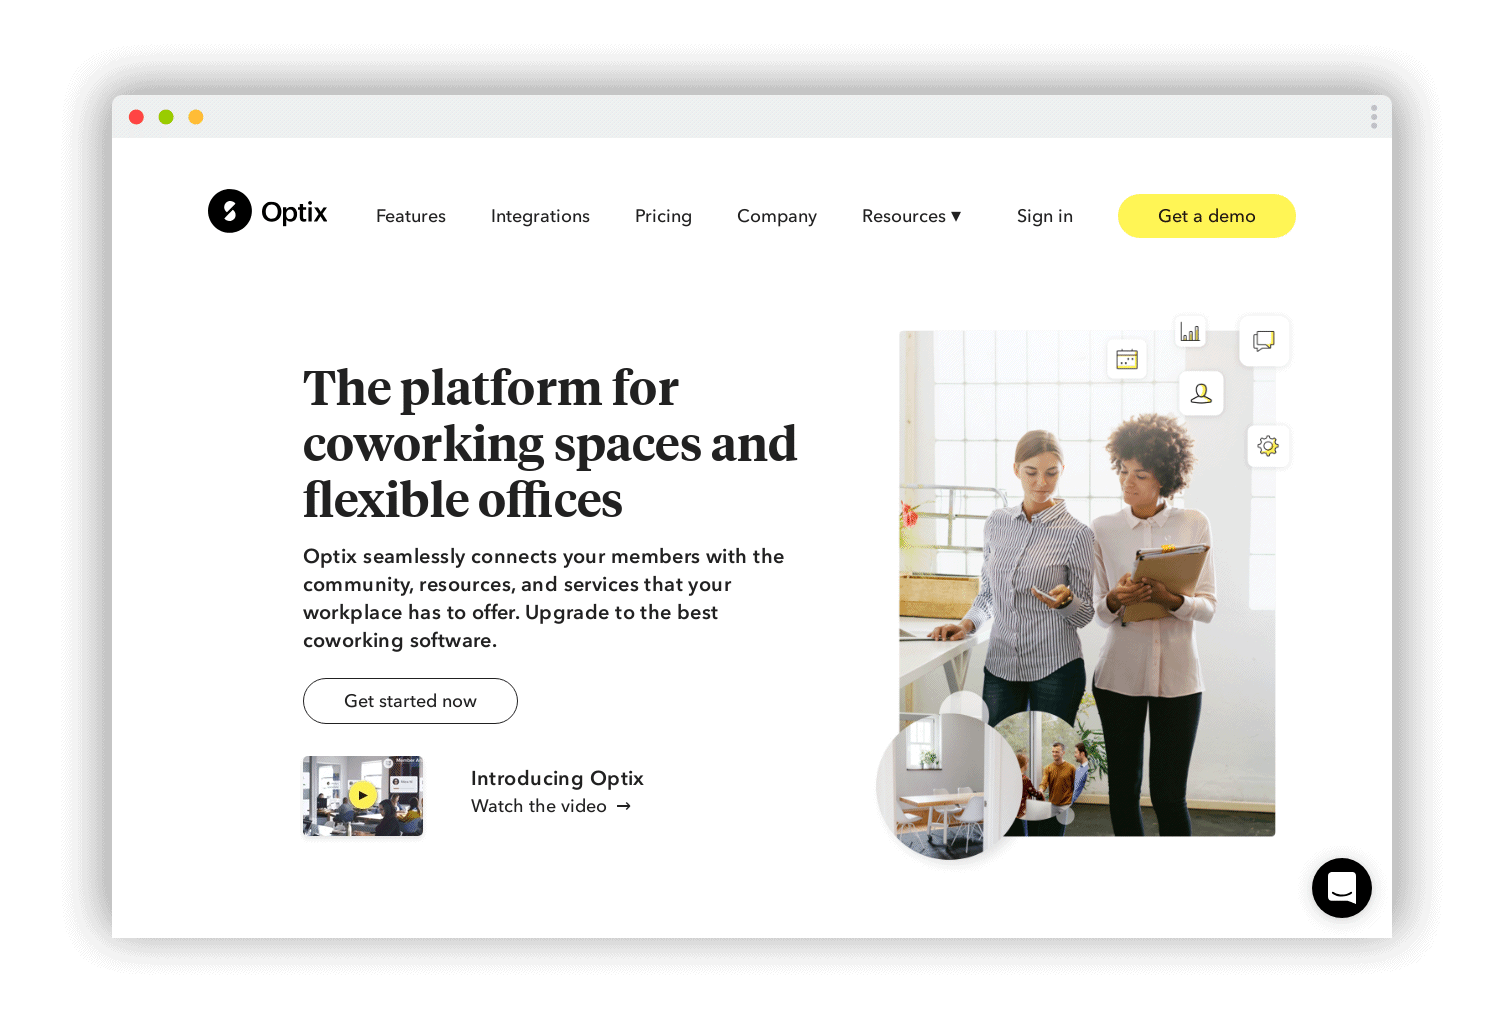 Optix
Features
Integrations
Pricing
Company
Resources ▼
Sign in
Get a demo
The platform for
coworking spaces and
flexible offices
Optix seamlessly connects your members with the
community, resources, and services that your
workplace has to offer. Upgrade to the best
coworking software.
Get started now
Introducing Optix
Watch the video →